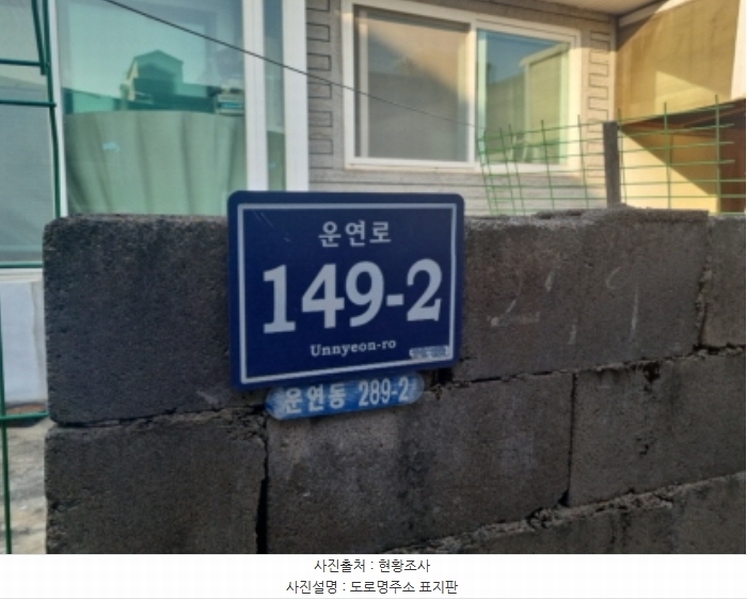 운연로
149-2
Unnyeon-ro
운연동 289-2
사진출처 : 현황조사
사진설명 : 도로명주소 표지판